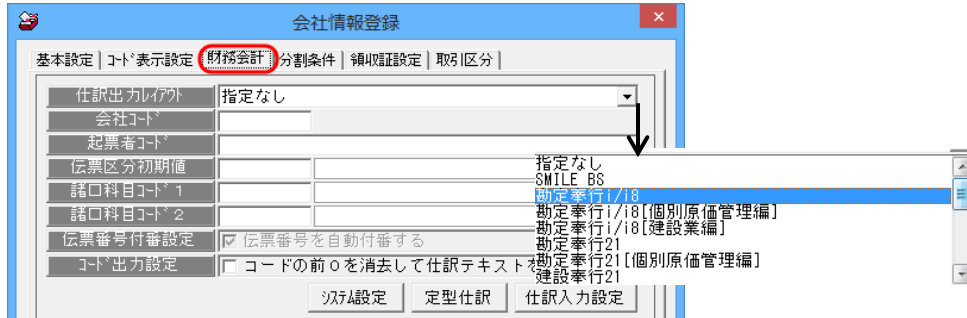 会社情報登録
×
基本設定 ｺｰﾄﾞ表示設定 財務会計 分割条件 領収証設定 取引区分
仕訳出力ﾚｲｱｳﾄ 指定なし
会社ｺｰﾄﾞ
起票者ｺｰﾄﾞ
伝票区分初期値
諸口科目ｺｰﾄﾞ1
諸口科目ｺｰﾄﾞ2
伝票番号付番設定 伝票番号を自動付番する
ｺｰﾄﾞ出力設定 コードの前０を消去して仕訳テキストを
ｼｽﾃﾑ設定 定型仕訳 仕訳入力設定
指定なし
SMILE BS
勘定奉行i/i8
勘定奉行i/i8[個別原価管理編]
勘定奉行i/i8[建設業編]
勘定奉行21
勘定奉行21[個別原価管理編]
建設奉行21